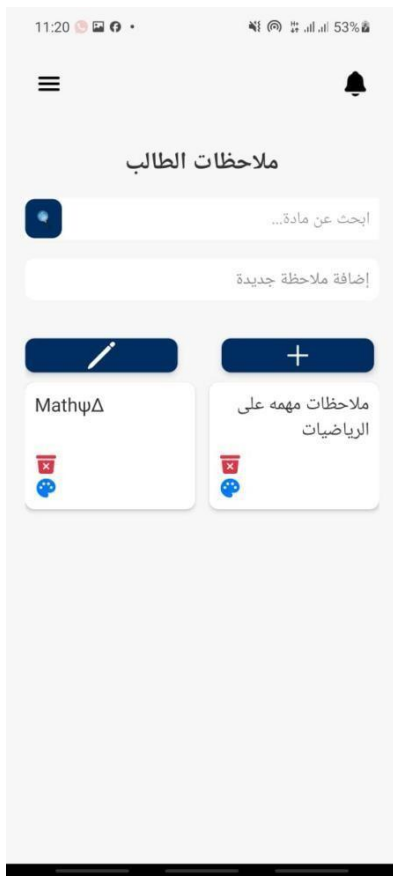 11:20
53%
ملاحظات الطالب
ابحث عن مادة...
إضافة ملاحظة جديدة
ملاحظات مهمه على
الرياضيات
MathψΔ